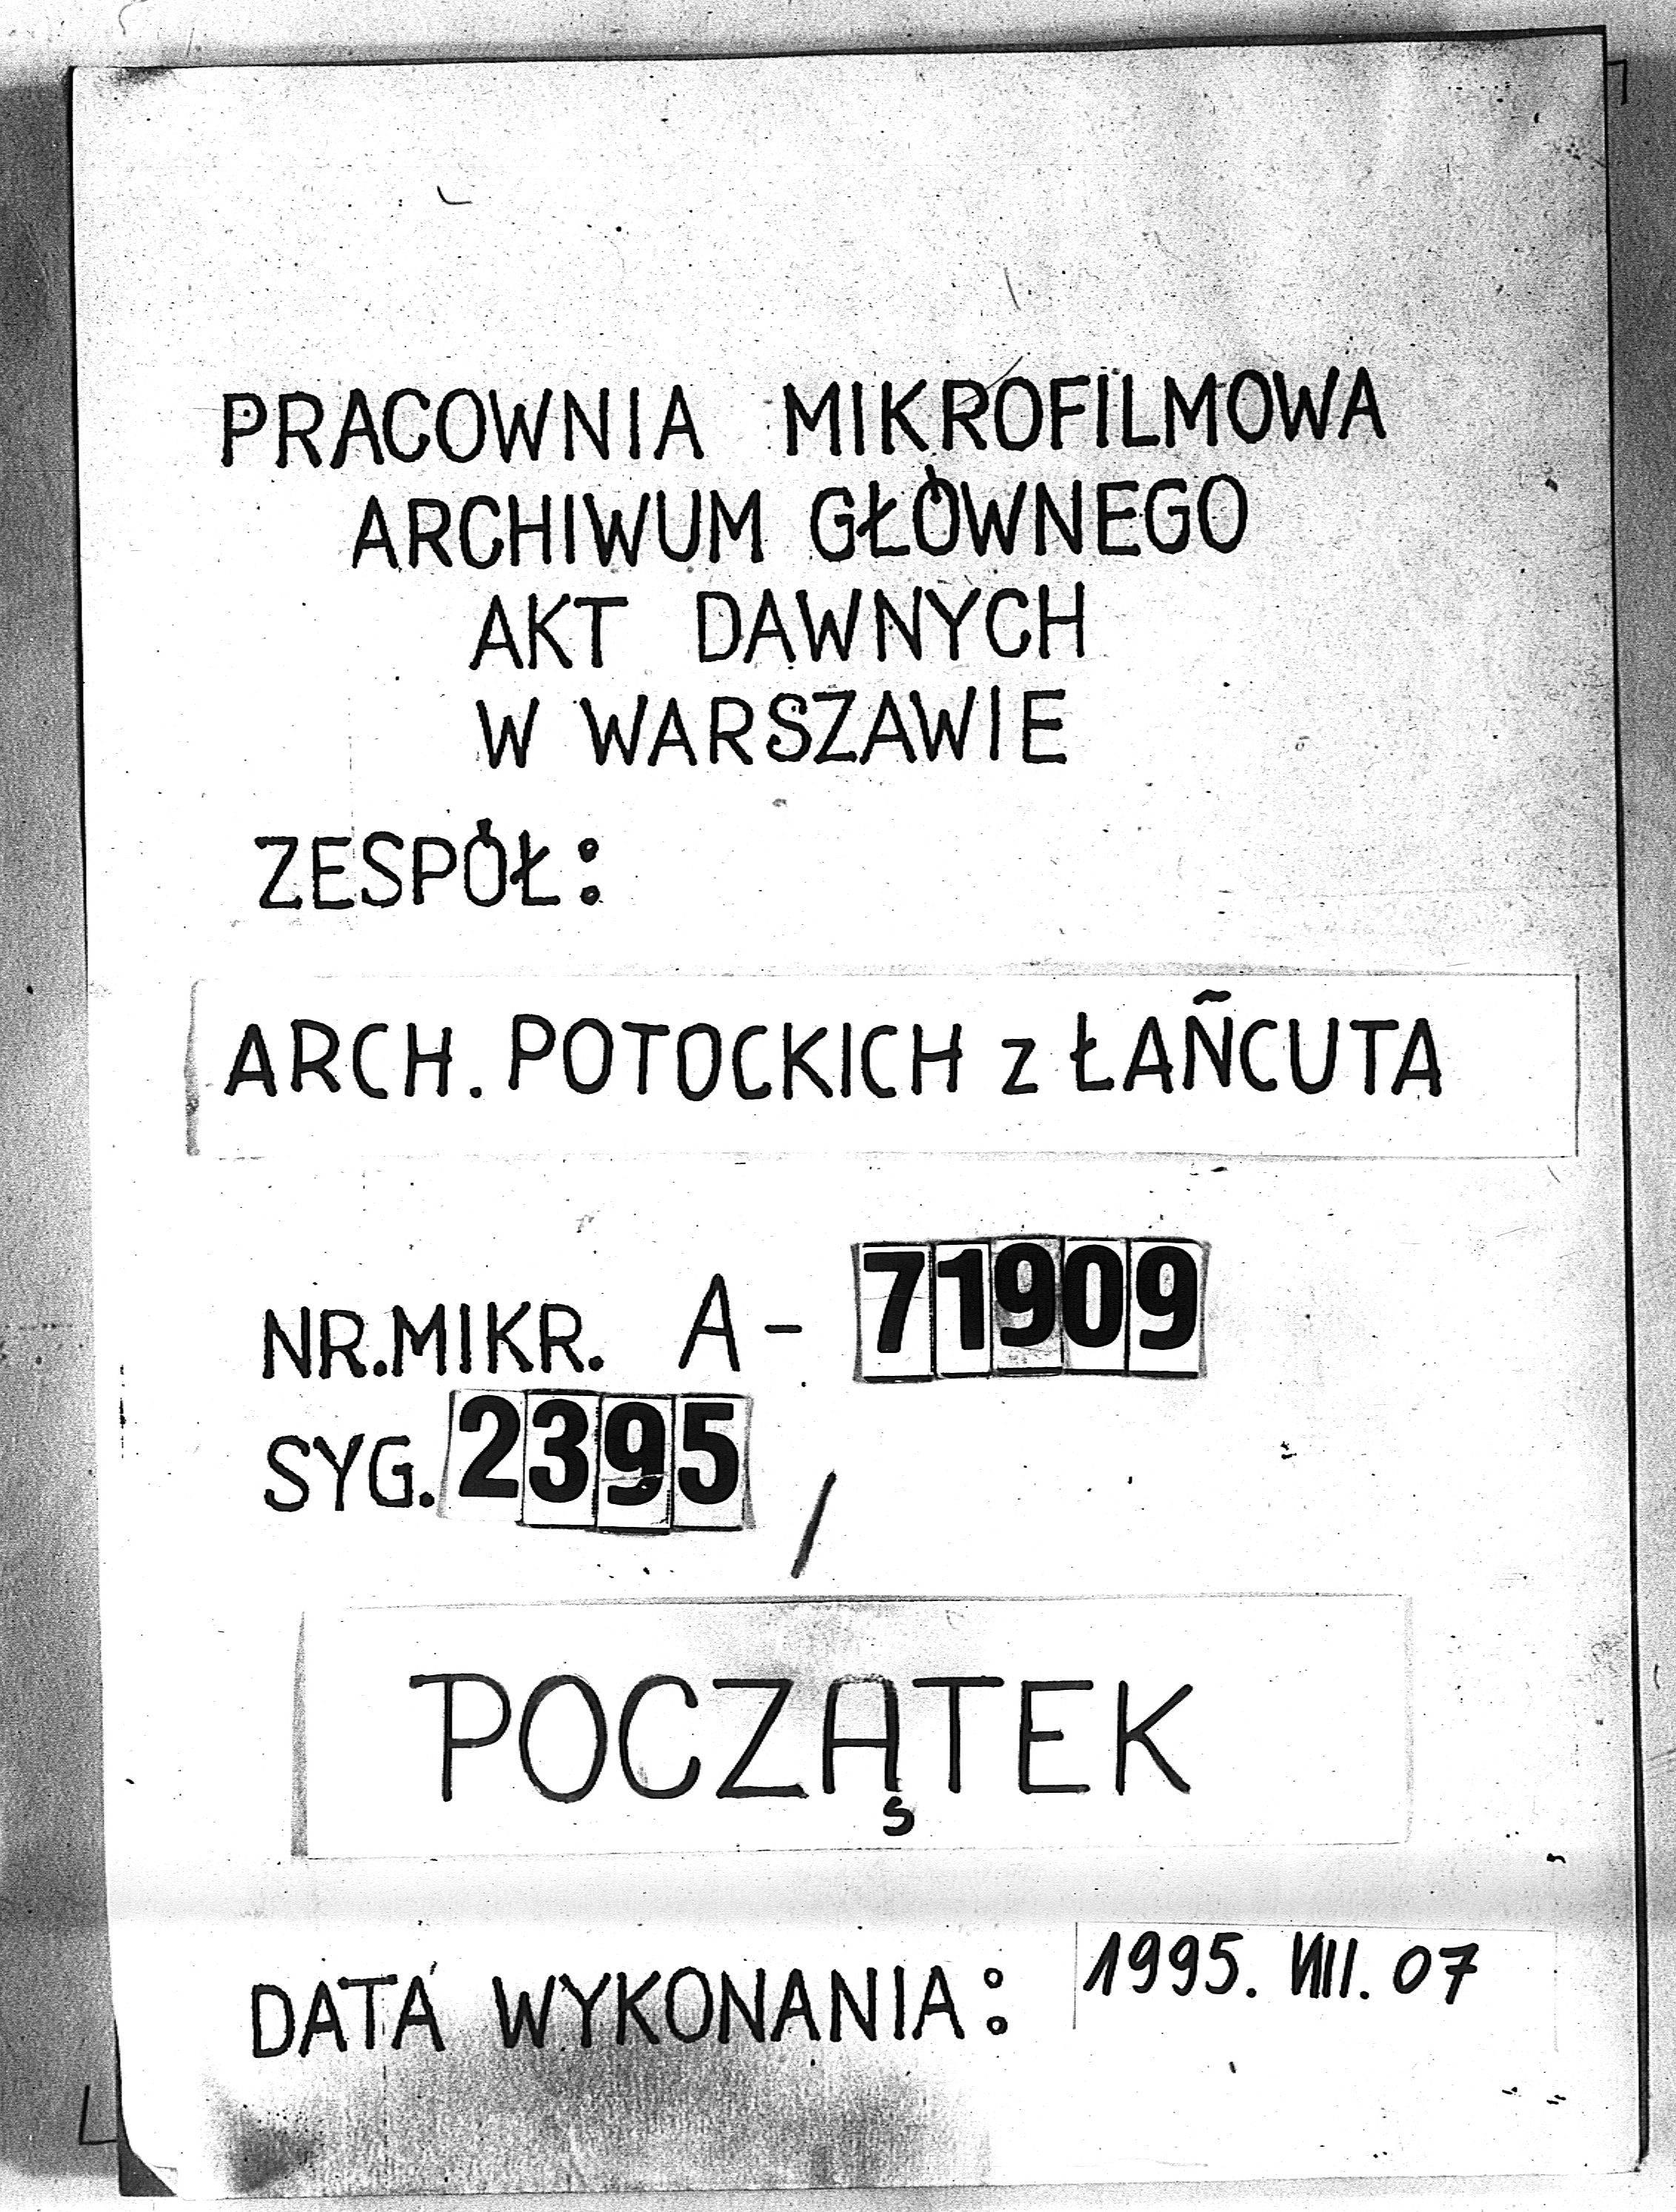 PRACOWNIA MIKROFILMOWA
ARCHIWUM GŁÓWNEGO
AKT DAWNYCH
W WARSZAWIE
ZESPÓŁ:
ARCH. POTOCKICH z ŁAŃCUTA
NR.MIKR. A- 71909
SYG. 2395 /
POCZĄTEK
DATA WYKONANIA: 1995. VIII. 07